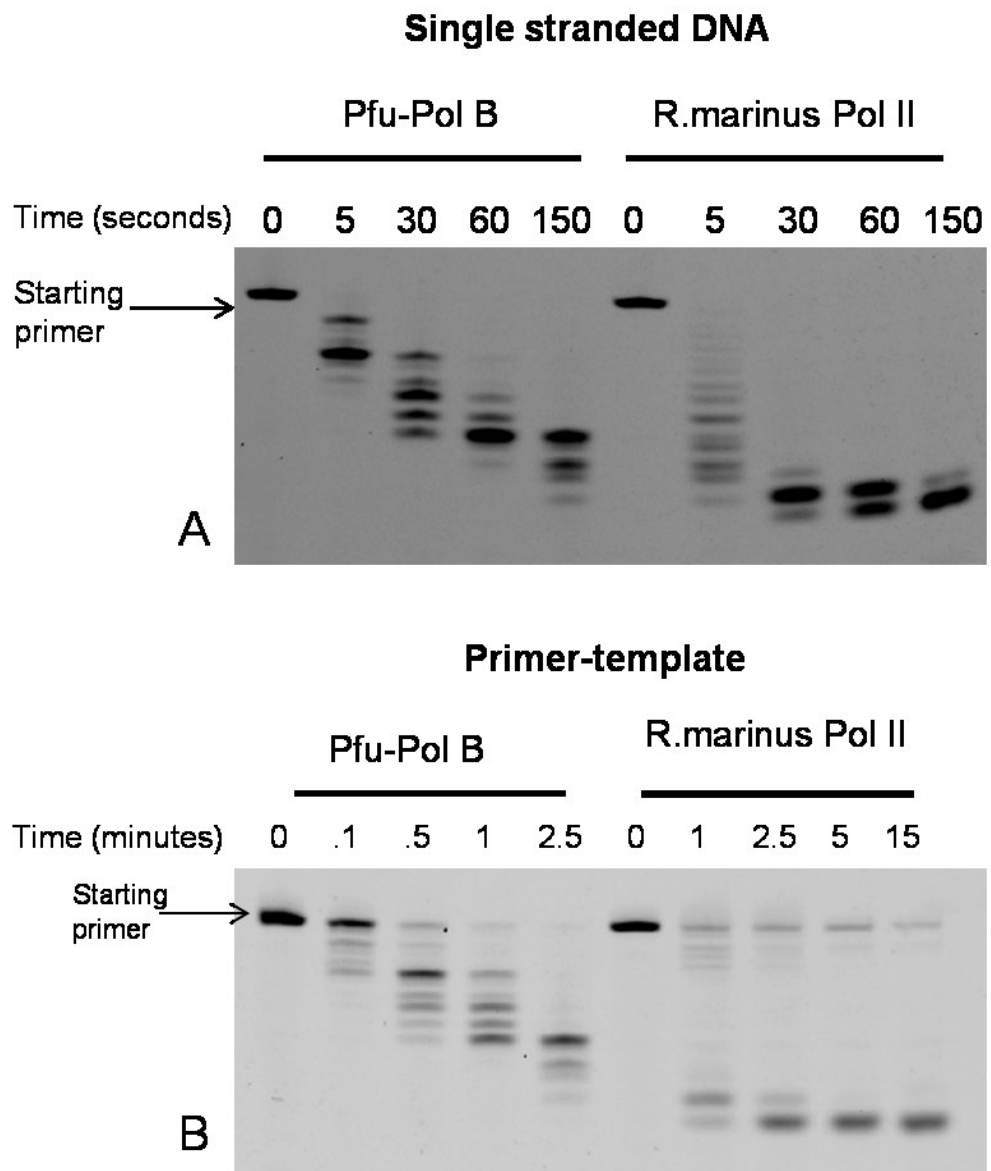 Single stranded DNA
Pfu-Pol B R.marinus Pol II
Time (seconds) 0 5 30 60 150 0 5 30 60 150
Starting
primer
A
Primer-template
Pfu-Pol B R.marinus Pol II
Time (minutes) 0 .1 .5 1 2.5 0 1 2.5 5 15
Starting
primer
B